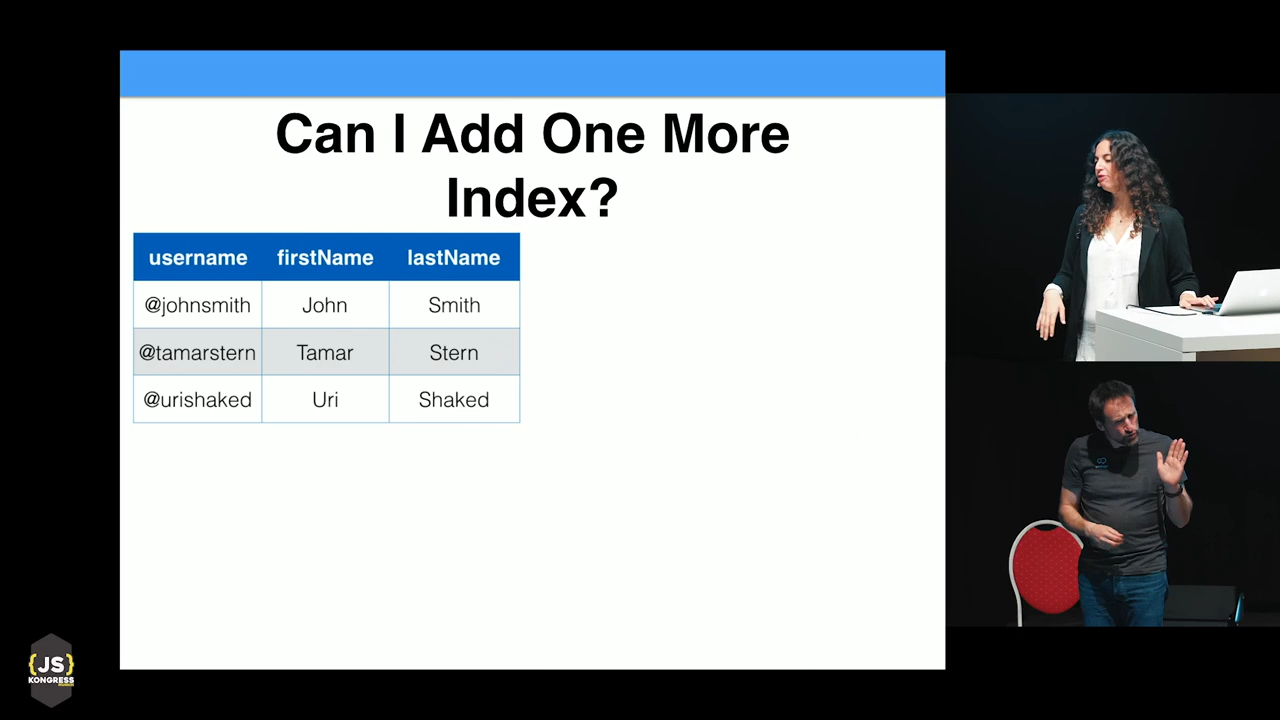 Can I Add One More
Index?
username firstName lastName
@johnsmith John Smith
@tamarstern Tamar Stern
@urishaked Uri Shaked
{JS}
KONGRESS